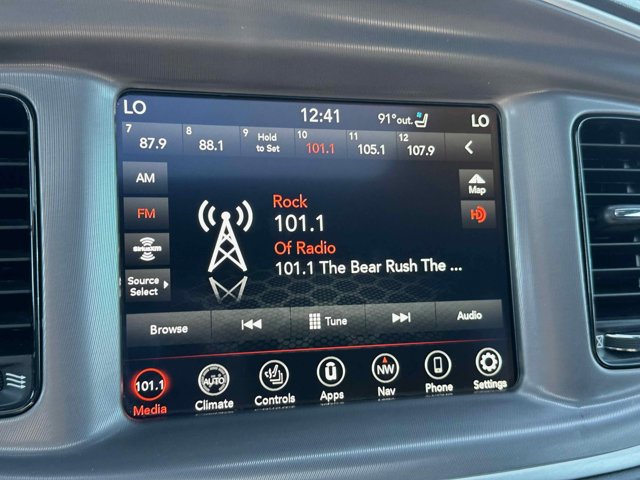 LO 12:41 91°out. LO
7 87.9 8 88.1 9 Hold to Set 10 101.1 11 105.1 12 107.9
AM
Map
Rock
FM
101.1
HD
SiriusXM
Of Radio
101.1 The Bear Rush The ...
Source
Select
Browse Tune Audio
101.1 AUTO NW
Media Climate Controls Apps Nav Phone Settings